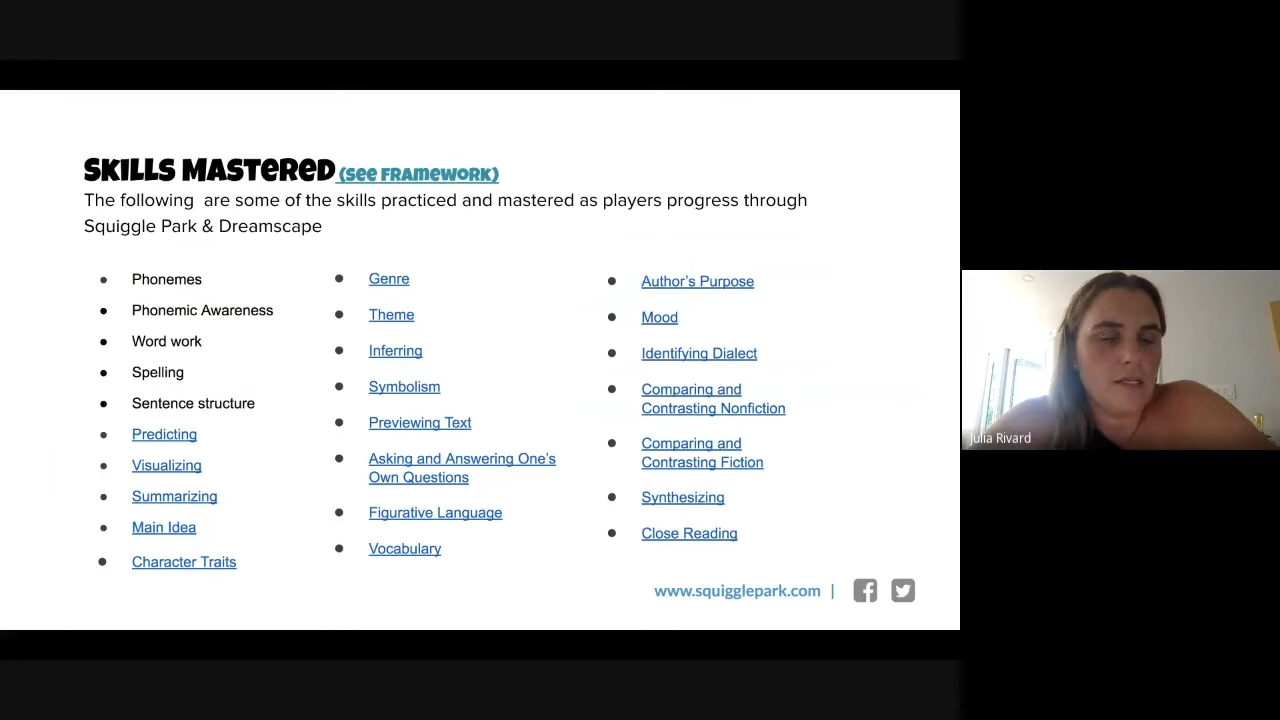 SKILLS MASTERED (SEE FRAMEWORK)
The following are some of the skills practiced and mastered as players progress through
Squiggle Park & Dreamscape
Phonemes
Phonemic Awareness
Word work
Spelling
Sentence structure
Predicting
Visualizing
Summarizing
Main Idea
Character Traits
Genre
Theme
Inferring
Symbolism
Previewing Text
Asking and Answering One's
Own Questions
Figurative Language
Vocabulary
Author's Purpose
Mood
Identifying Dialect
Comparing and
Contrasting Nonfiction
Comparing and
Contrasting Fiction
Synthesizing
Close Reading
www.squigglepark.com |
Julia Rivard